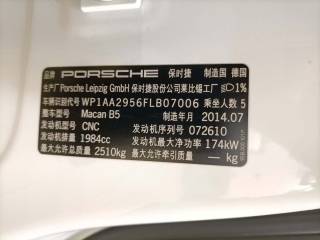 品牌 PORSCHE 保时捷 制造国 德国
生产厂 Porsche Leipzig GmbH 保时捷股份公司莱比锡工厂 1%
车辆识别代号 WP1AA2956FLB07006 乘坐人数 5
整车型号 Macan B5 制造年月 2014.07
发动机型号 CNC 发动机序号 072610
发动机排量 1984cc 发动机最大净功率 174kW
最大允许总质量 2510kg 最大允许牵引质量 — kg